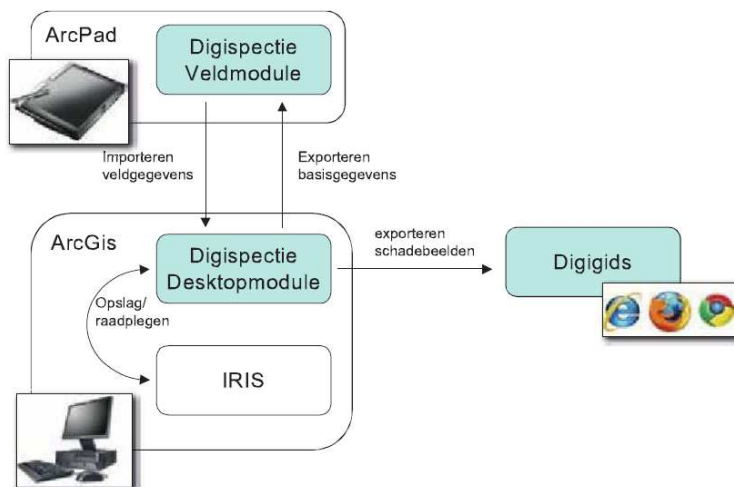 ArcPad
Digispectie
Veldmodule
Importeren
veldgegevens
Exporteren
basisgegevens
ArcGis
Digispectie
Desktopmodule
exporteren
schadebeelden
Digigids
Opslag/
raadplegen
IRIS